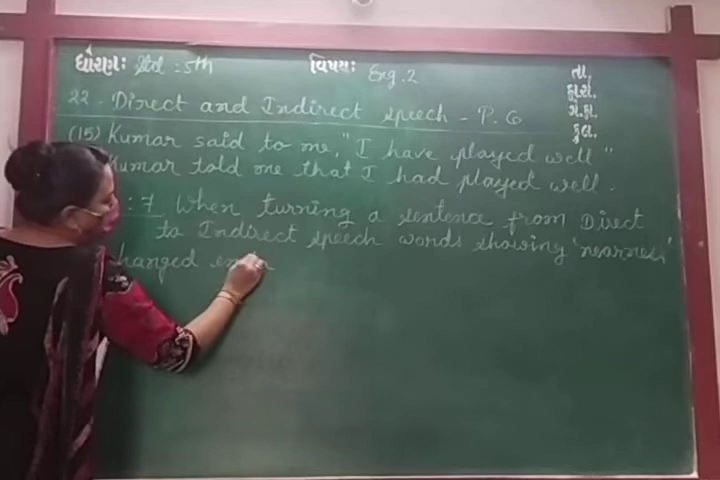 ધોરણ: Std : 5th
વિષય: Eng. 2
તા.
હા.સં.
ગે.હા.
કુલ.
22. Direct and Indirect speech - P. 6
(15) Kumar said to me, "I have played well"
Kumar told me that I had played well.
: 7 When turning a sentence from Direct
to Indirect speech words showing 'nearness'
hanged